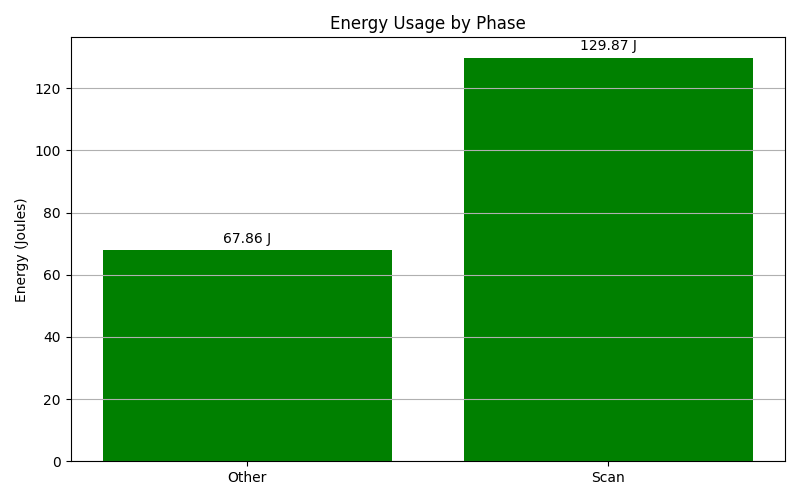 Energy Usage by Phase
129.87 J
67.86 J
Energy (Joules)
120
100
80
60
40
20
0
Other
Scan